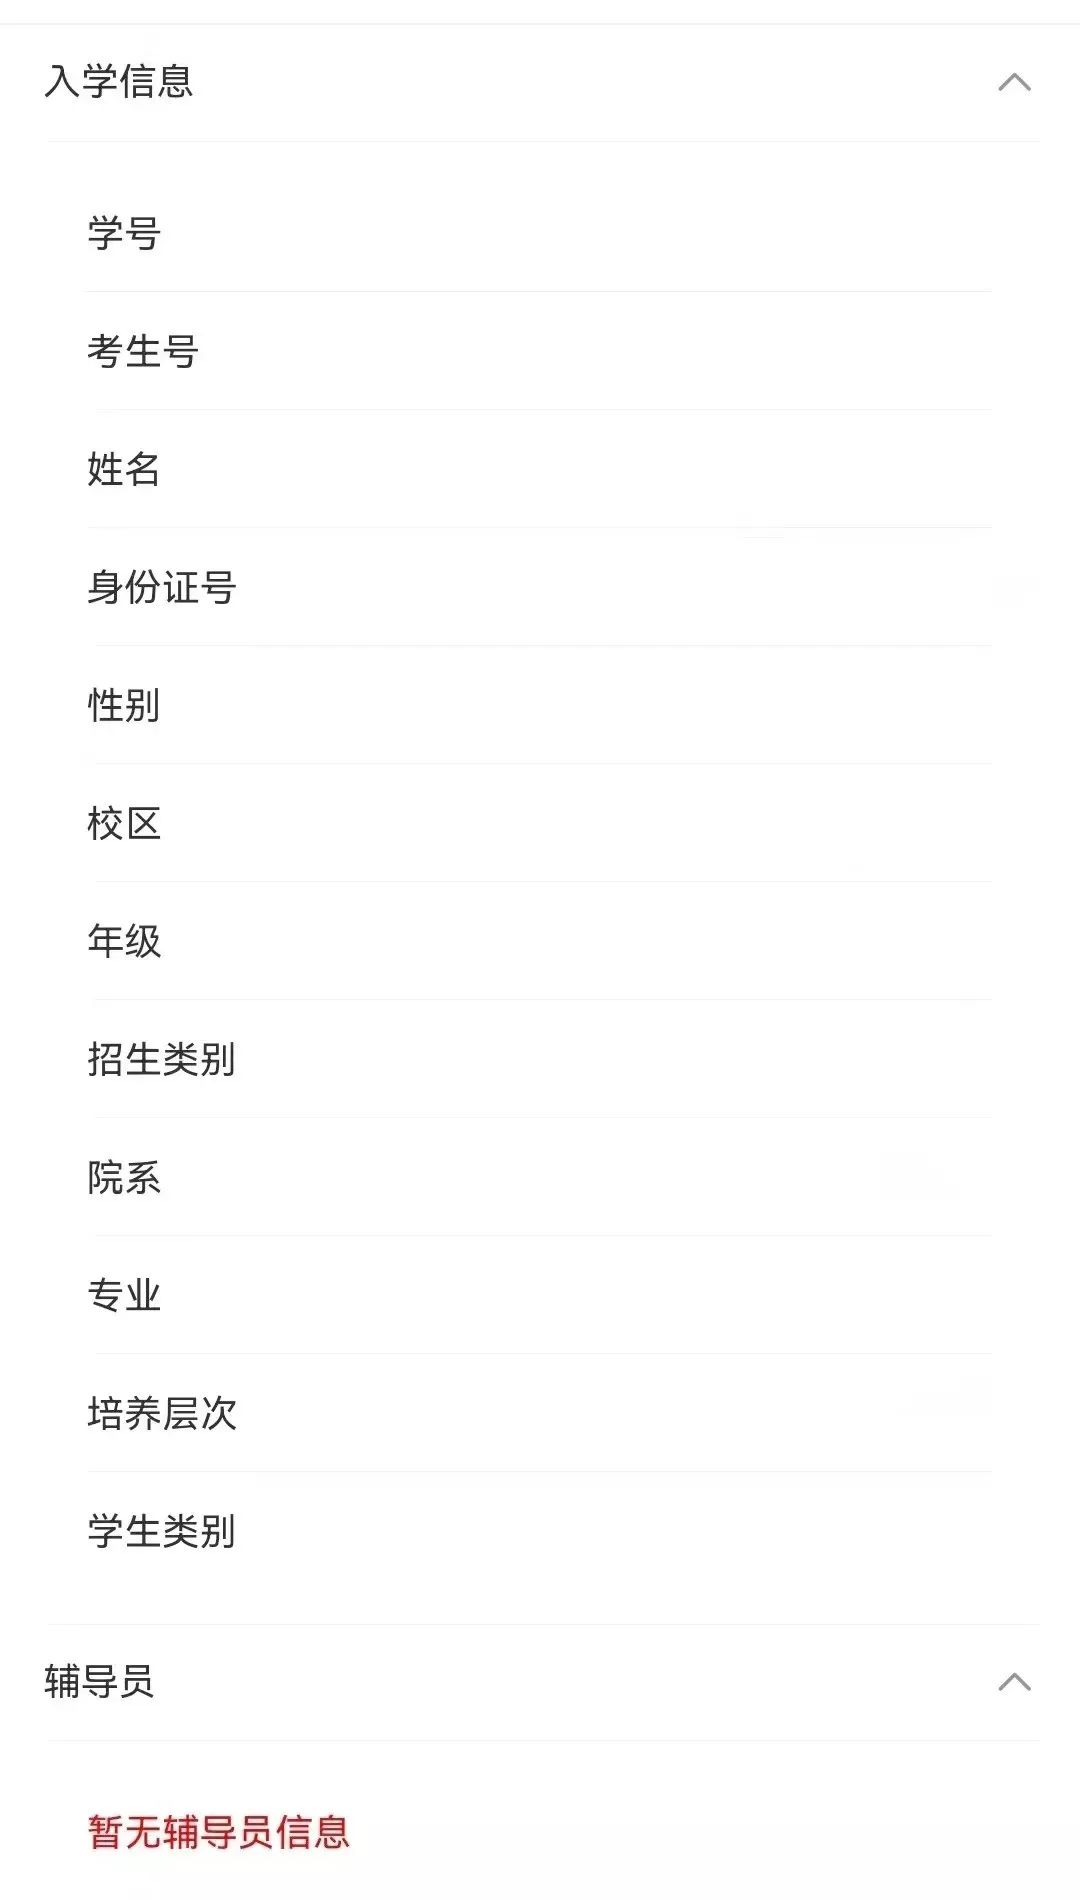 入学信息
学号
考生号
姓名
身份证号
性别
校区
年级
招生类别
院系
专业
培养层次
学生类别
辅导员
暂无辅导员信息